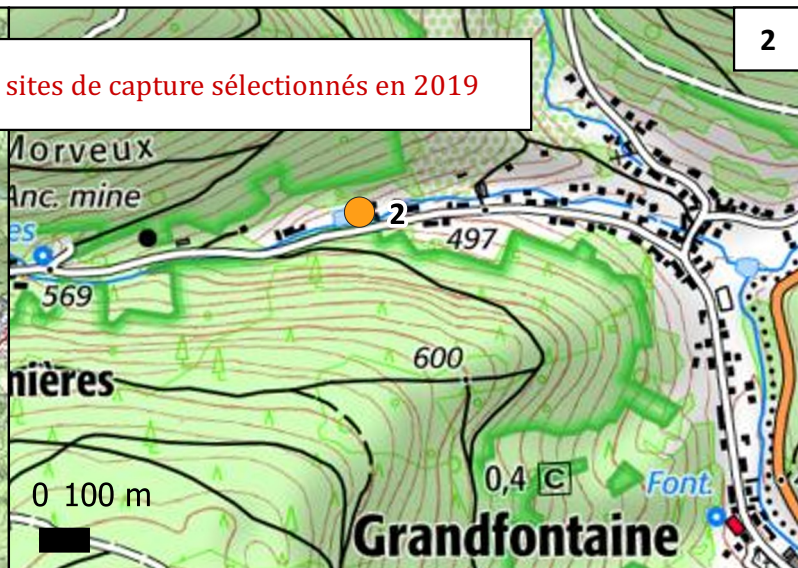 2
sites de capture sélectionnés en 2019
Morveux
Anc. mine
es
2
497
569
600
nières
0 100 m
0,4 C
Font.
Grandfontaine